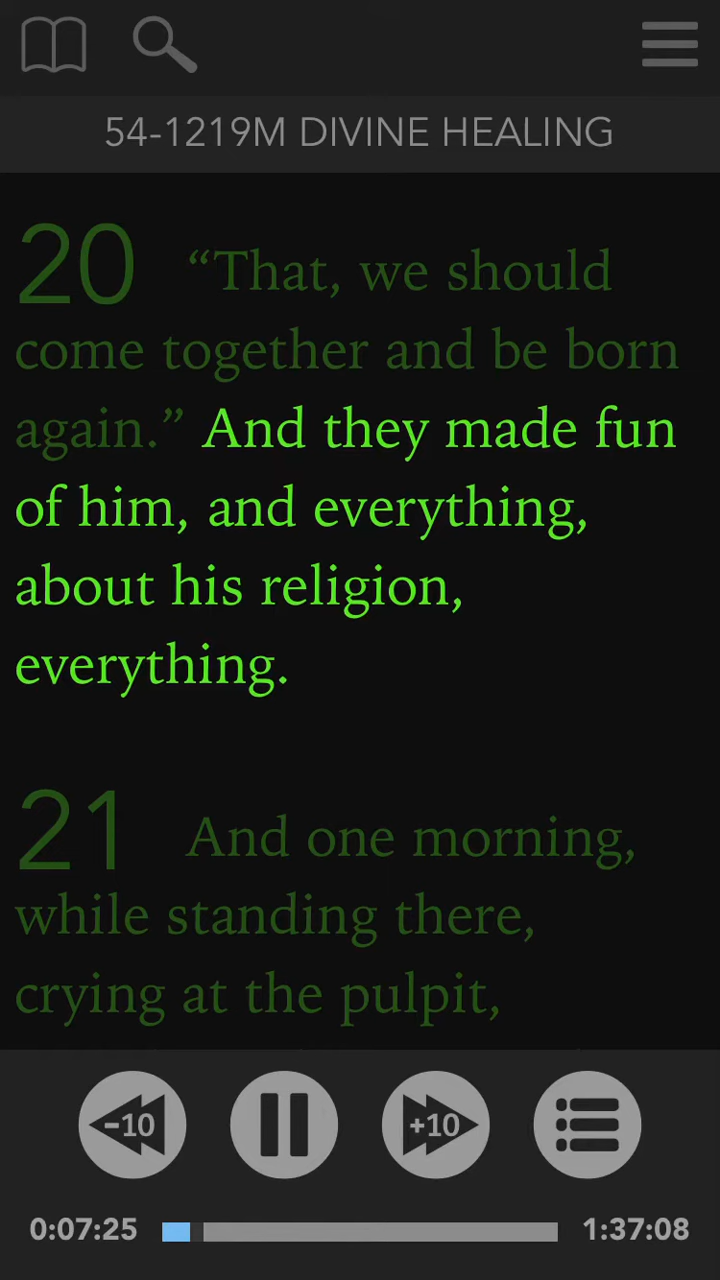 54-1219M DIVINE HEALING
20 “That, we should
come together and be born
again.” And they made fun
of him, and everything,
about his religion,
everything.
21 And one morning,
while standing there,
crying at the pulpit,
-10 +10
0:07:25 1:37:08